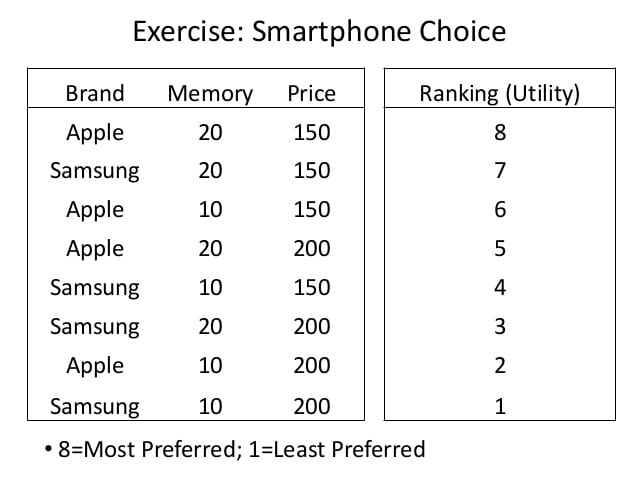 Exercise: Smartphone Choice
Brand Memory Price Ranking (Utility)
Apple 20 150 8
Samsung 20 150 7
Apple 10 150 6
Apple 20 200 5
Samsung 10 150 4
Samsung 20 200 3
Apple 10 200 2
Samsung 10 200 1
• 8=Most Preferred; 1=Least Preferred